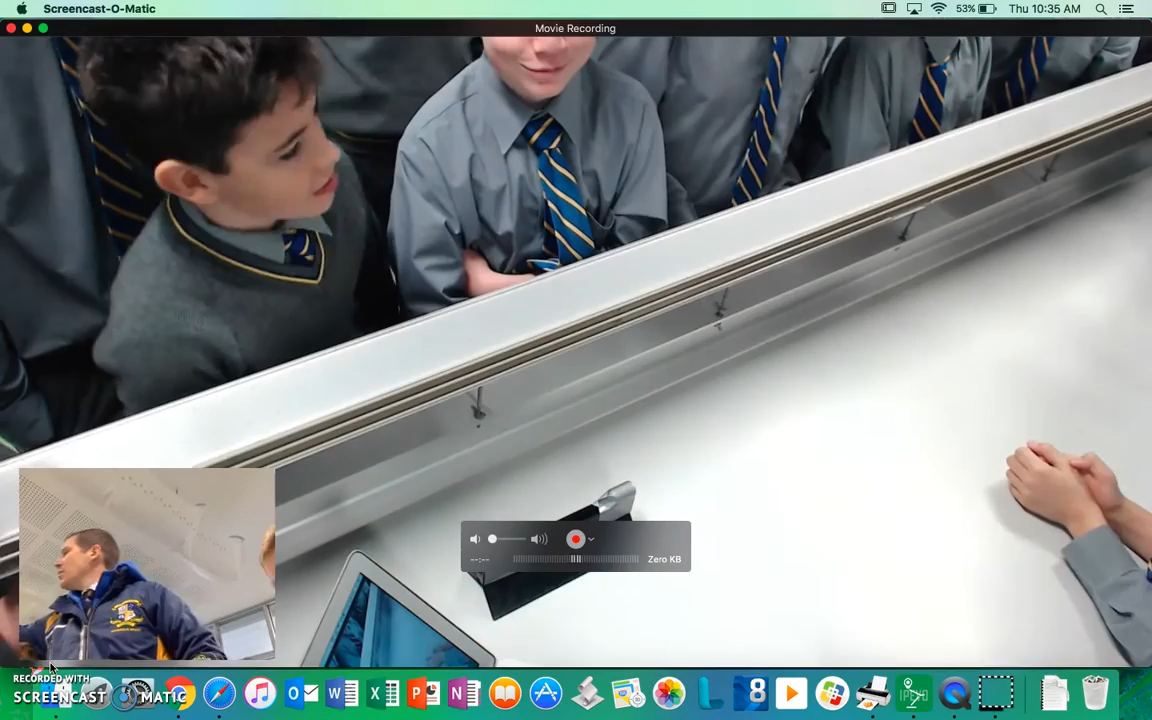 Screencast-O-Matic
53%
Thu 10:35 AM
Movie Recording
--:--
Zero KB
RECORDED WITH
SCREENCAST MATIC